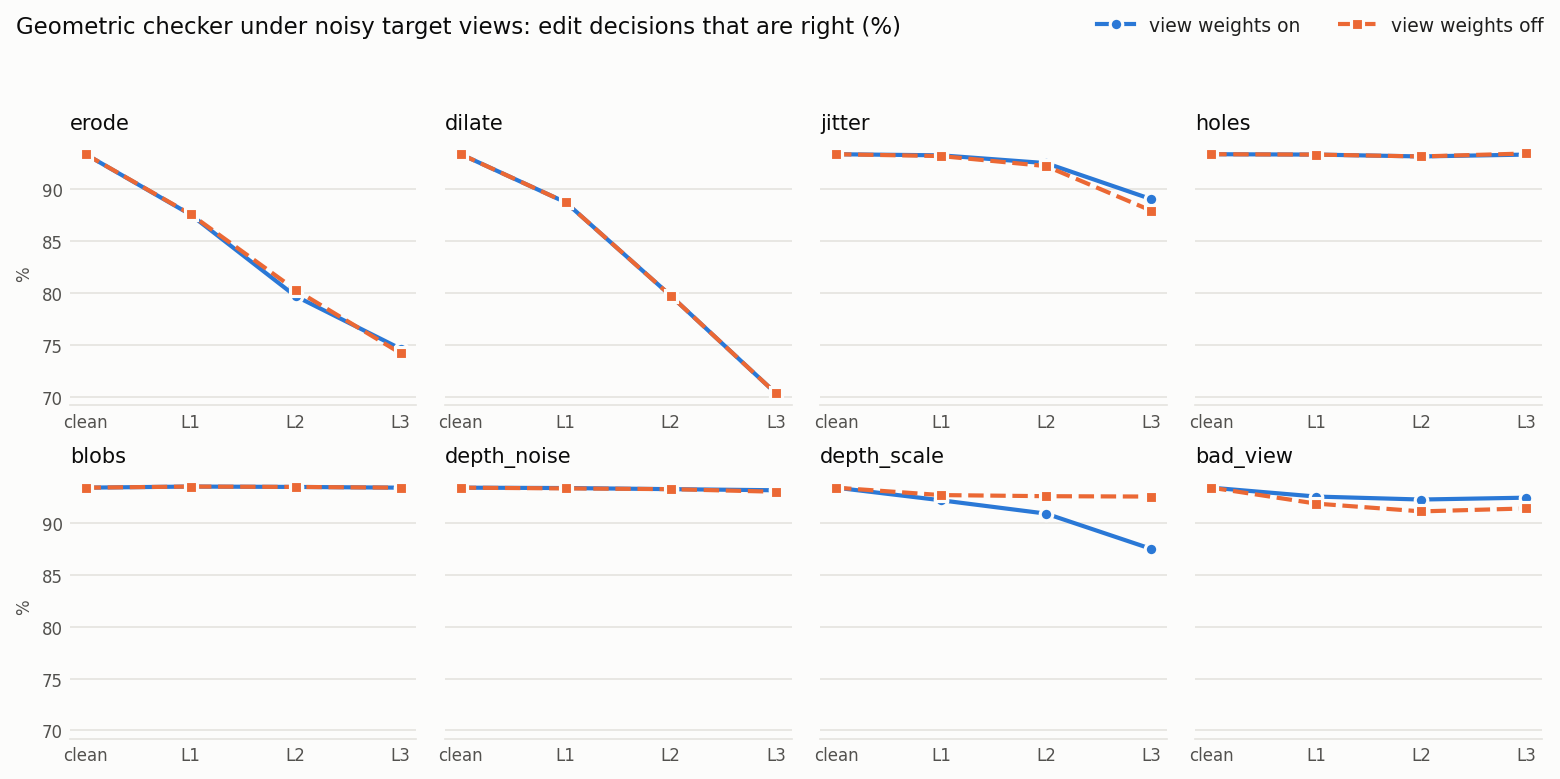 Geometric checker under noisy target views: edit decisions that are right (%)
view weights on
view weights off
erode
dilate
jitter
holes
90
85
80
75
70
%
clean L1 L2 L3
clean L1 L2 L3
clean L1 L2 L3
clean L1 L2 L3
blobs
depth_noise
depth_scale
bad_view
90
85
80
75
70
%
clean L1 L2 L3
clean L1 L2 L3
clean L1 L2 L3
clean L1 L2 L3